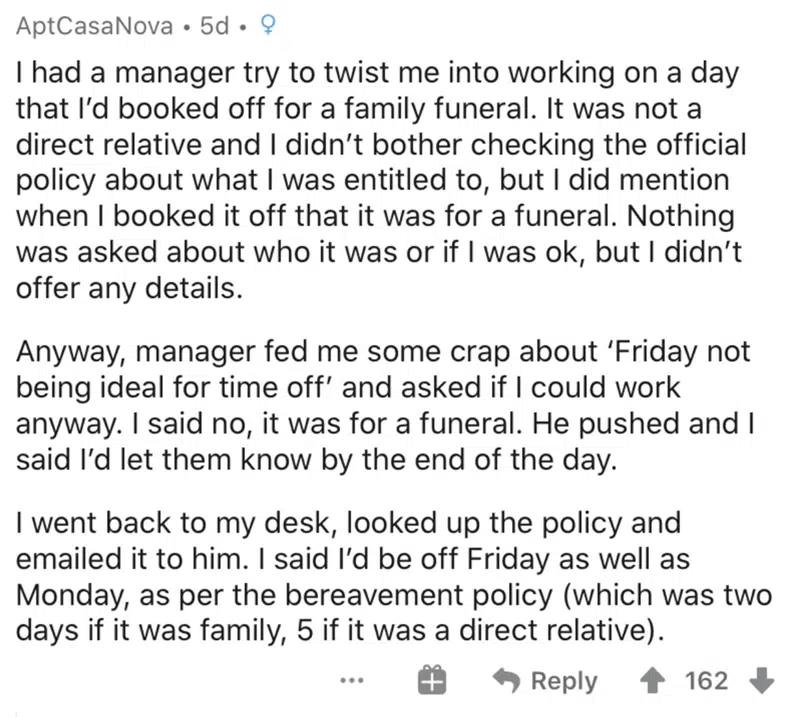 AptCasaNova • 5d • ♀
I had a manager try to twist me into working on a day
that I’d booked off for a family funeral. It was not a
direct relative and I didn’t bother checking the official
policy about what I was entitled to, but I did mention
when I booked it off that it was for a funeral. Nothing
was asked about who it was or if I was ok, but I didn’t
offer any details.
Anyway, manager fed me some crap about ‘Friday not
being ideal for time off’ and asked if I could work
anyway. I said no, it was for a funeral. He pushed and I
said I’d let them know by the end of the day.
I went back to my desk, looked up the policy and
emailed it to him. I said I’d be off Friday as well as
Monday, as per the bereavement policy (which was two
days if it was family, 5 if it was a direct relative).
... Reply 162